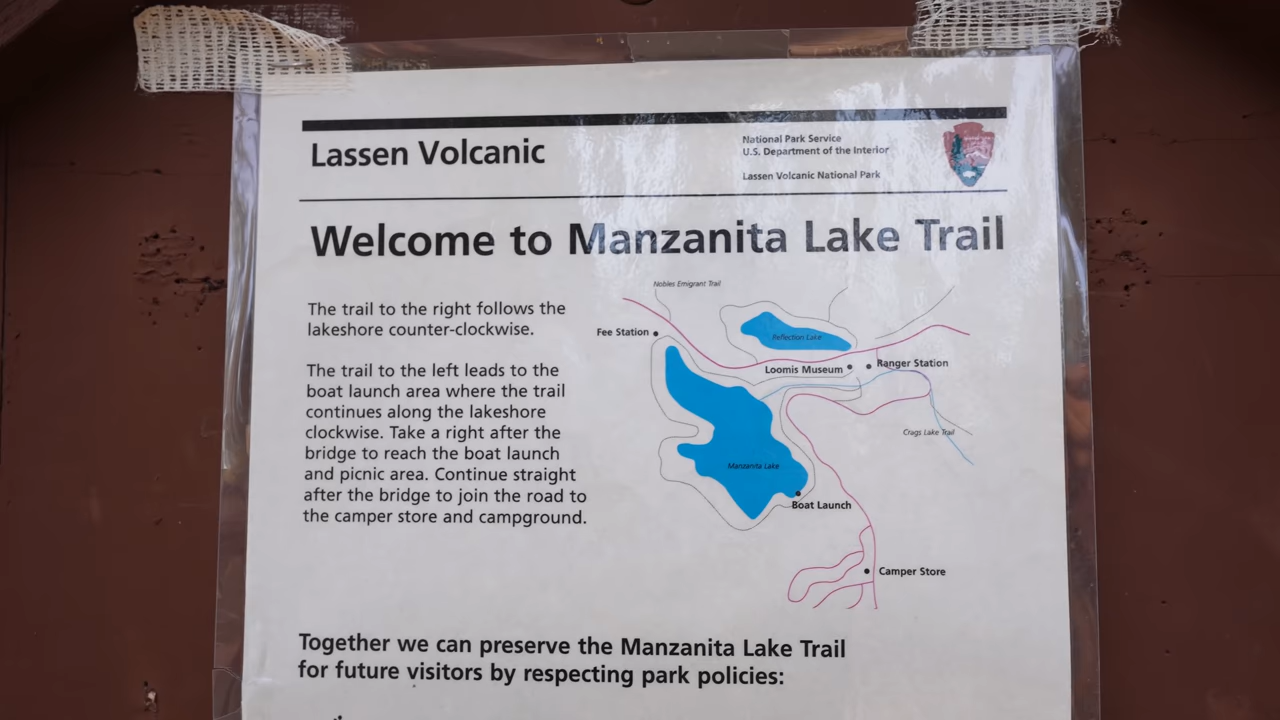 Lassen Volcanic
National Park Service
U.S. Department of the Interior
Lassen Volcanic National Park
Welcome to Manzanita Lake Trail
The trail to the right follows the
lakeshore counter-clockwise.
The trail to the left leads to the
boat launch area where the trail
continues along the lakeshore
clockwise. Take a right after the
bridge to reach the boat launch
and picnic area. Continue straight
after the bridge to join the road to
the camper store and campground.
Nobles Emigrant Trail
Fee Station
Reflection Lake
Loomis Museum
Ranger Station
Crags Lake Trail
Manzanita Lake
Boat Launch
Camper Store
Together we can preserve the Manzanita Lake Trail
for future visitors by respecting park policies: